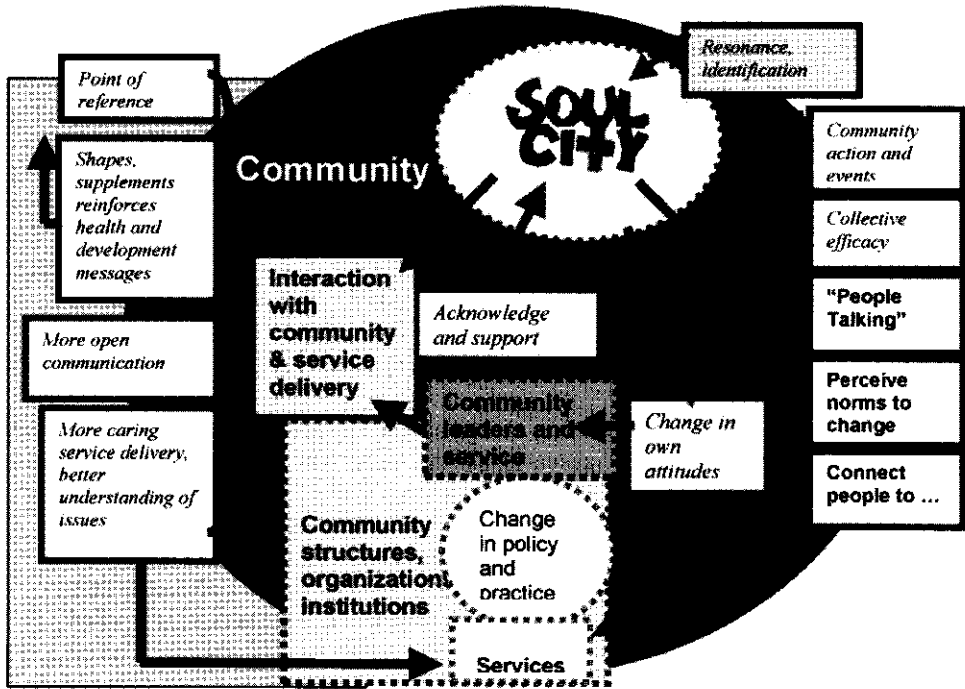 Point of
reference
Shapes,
supplements
reinforces
health and
development
messages
More open
communication
More caring
service delivery,
better
understanding of
issues
Community
SOUL
CITY
Resonance,
identification
Interaction
with
community
& service
delivery
Acknowledge
and support
Community
leaders and
service
Change in
own
attitudes
Community
structures,
organization
institutions
Change
in policy
and
practice
Services
Community
action and
events
Collective
efficacy
"People
Talking"
Perceive
norms to
change
Connect
people to ...